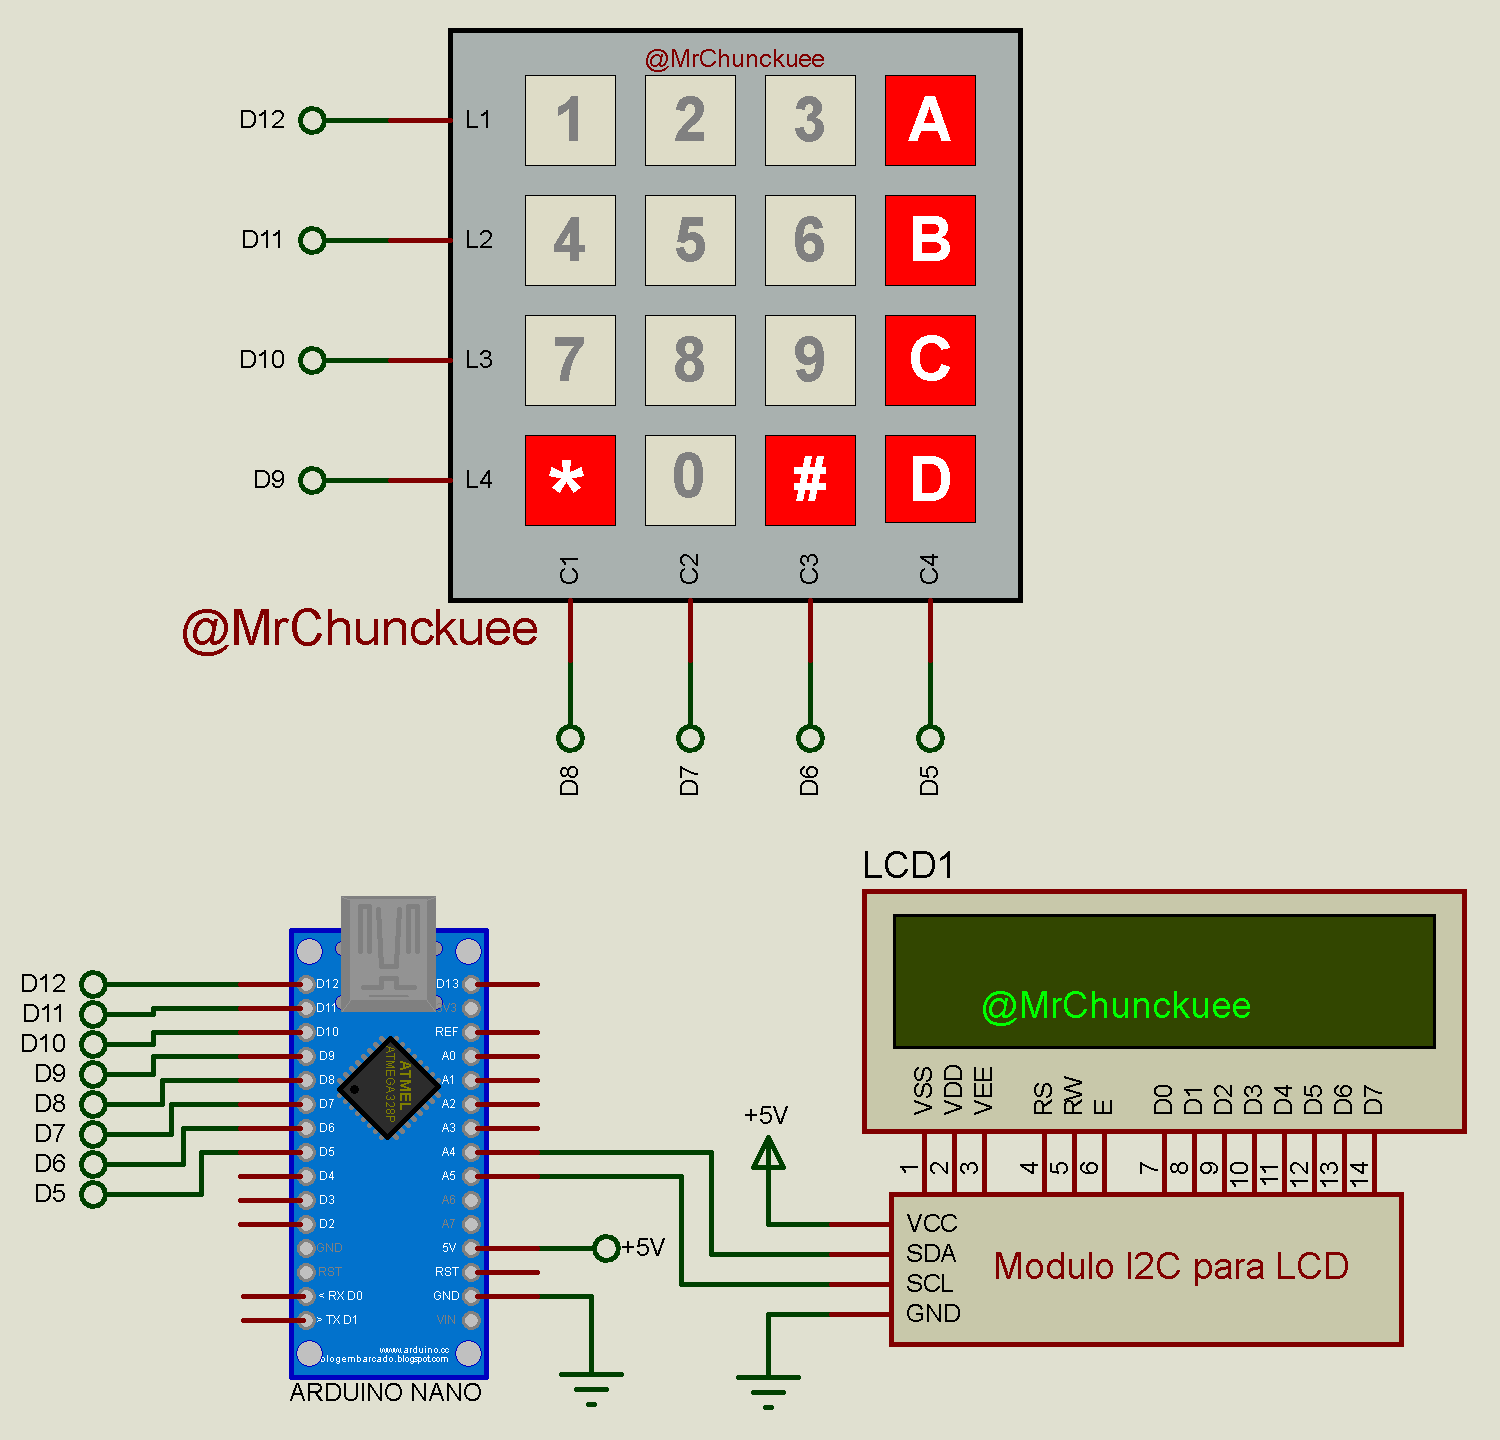 @MrChunckuee
D12 L1 1 2 3 A
D11 L2 4 5 6 B
D10 L3 7 8 9 C
D9 L4 * 0 # D
C1 C2 C3 C4
@MrChunckuee
D8 D7 D6 D5
LCD1
@MrChunckuee
VSS VDD VEE RS RW E D0 D1 D2 D3 D4 D5 D6 D7
1 2 3 4 5 6 7 8 9 10 11 12 13 14
+5V
VCC
SDA
SCL
GND
Modulo I2C para LCD
D12
D11
D10
D9
D8
D7
D6
D5
D12
D11
D10
D9
D8
D7
D6
D5
D4
D3
D2
GND
RST
< RX D0
> TX D1
ATMEL
ATMEGA328P
D13
REF
A0
A1
A2
A3
A4
A5
A6
A7
5V
RST
GND
VIN
+5V
www.arduino.cc
blogembarcado.blogspot.com
ARDUINO NANO